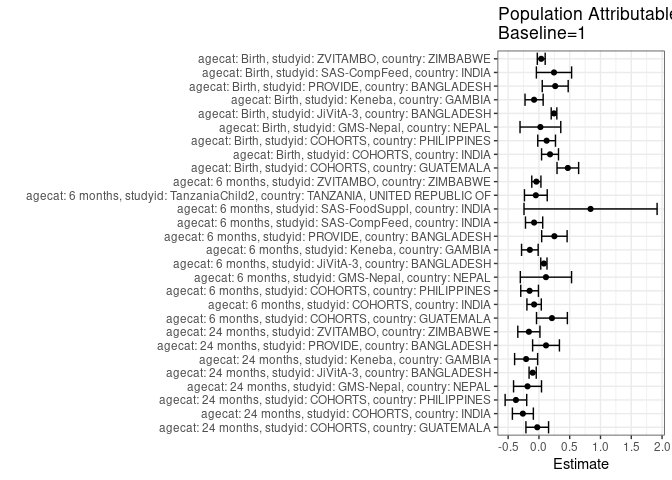 Population Attributable
Baseline=1
agecat: Birth, studyid: ZVITAMBO, country: ZIMBABWE
agecat: Birth, studyid: SAS-CompFeed, country: INDIA
agecat: Birth, studyid: PROVIDE, country: BANGLADESH
agecat: Birth, studyid: Keneba, country: GAMBIA
agecat: Birth, studyid: JiVitA-3, country: BANGLADESH
agecat: Birth, studyid: GMS-Nepal, country: NEPAL
agecat: Birth, studyid: COHORTS, country: PHILIPPINES
agecat: Birth, studyid: COHORTS, country: INDIA
agecat: Birth, studyid: COHORTS, country: GUATEMALA
agecat: 6 months, studyid: ZVITAMBO, country: ZIMBABWE
agecat: 6 months, studyid: TanzaniaChild2, country: TANZANIA, UNITED REPUBLIC OF
agecat: 6 months, studyid: SAS-FoodSuppl, country: INDIA
agecat: 6 months, studyid: SAS-CompFeed, country: INDIA
agecat: 6 months, studyid: PROVIDE, country: BANGLADESH
agecat: 6 months, studyid: Keneba, country: GAMBIA
agecat: 6 months, studyid: JiVitA-3, country: BANGLADESH
agecat: 6 months, studyid: GMS-Nepal, country: NEPAL
agecat: 6 months, studyid: COHORTS, country: PHILIPPINES
agecat: 6 months, studyid: COHORTS, country: INDIA
agecat: 6 months, studyid: COHORTS, country: GUATEMALA
agecat: 24 months, studyid: ZVITAMBO, country: ZIMBABWE
agecat: 24 months, studyid: PROVIDE, country: BANGLADESH
agecat: 24 months, studyid: Keneba, country: GAMBIA
agecat: 24 months, studyid: JiVitA-3, country: BANGLADESH
agecat: 24 months, studyid: GMS-Nepal, country: NEPAL
agecat: 24 months, studyid: COHORTS, country: PHILIPPINES
agecat: 24 months, studyid: COHORTS, country: INDIA
agecat: 24 months, studyid: COHORTS, country: GUATEMALA
-0.5 0.0 0.5 1.0 1.5 2.0
Estimate